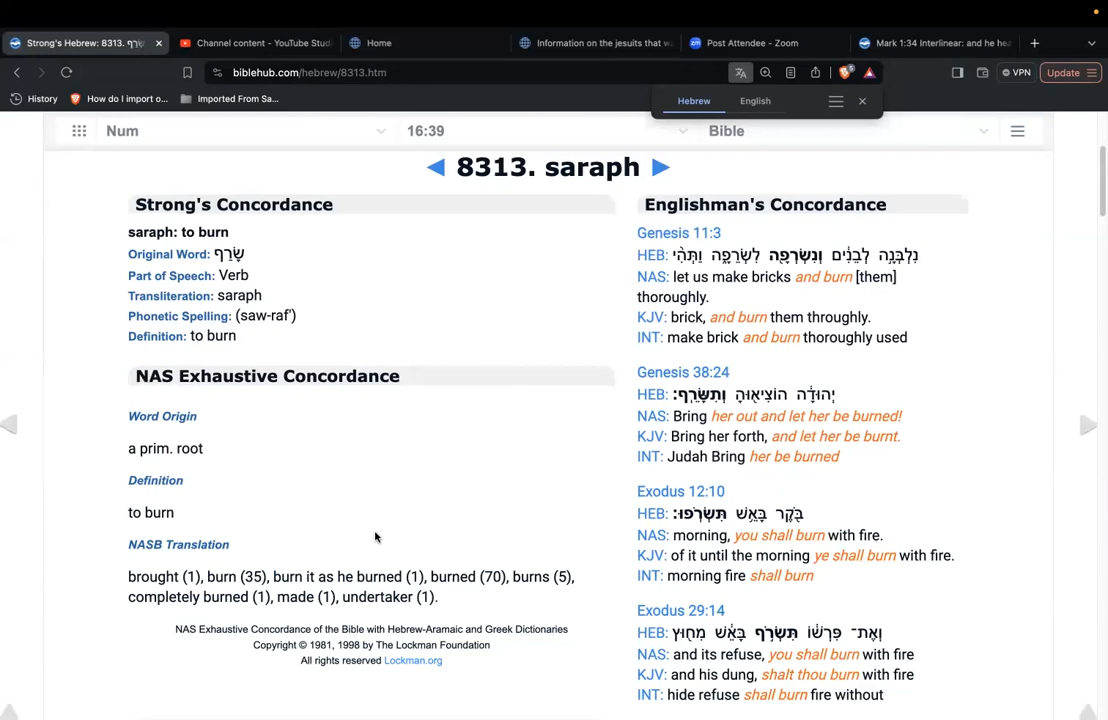 Strong's Hebrew: 8313. שָׂרַף
Channel content - YouTube Studi
Home
Information on the jesuits that w
Post Attendee - Zoom
Mark 1:34 Interlinear: and he hea
biblehub.com/hebrew/8313.htm
VPN
Update
History
How do I import o...
Imported From Sa...
Hebrew
English
Num
16:39
Bible
8313. saraph
Strong's Concordance
saraph: to burn
Original Word: שָׂרַף
Part of Speech: Verb
Transliteration: saraph
Phonetic Spelling: (saw-raf')
Definition: to burn
NAS Exhaustive Concordance
Word Origin
a prim. root
Definition
to burn
NASB Translation
brought (1), burn (35), burn it as he burned (1), burned (70), burns (5),
completely burned (1), made (1), undertaker (1).
NAS Exhaustive Concordance of the Bible with Hebrew-Aramaic and Greek Dictionaries
Copyright © 1981, 1998 by The Lockman Foundation
All rights reserved Lockman.org
Englishman's Concordance
Genesis 11:3
HEB: נִלְבְּנָ֣ה לְבֵנִ֔ים וְנִשְׂרְפָ֖ה לִשְׂרֵפָ֑ה וַתְּהִ֨י
NAS: let us make bricks and burn [them]
thoroughly.
KJV: brick, and burn them throughly.
INT: make brick and burn thoroughly used
Genesis 38:24
HEB: יְהוּדָ֔ה הוֹצִיא֖וּהָ וְתִשָּׂרֵֽף׃
NAS: Bring her out and let her be burned!
KJV: Bring her forth, and let her be burnt.
INT: Judah Bring her be burned
Exodus 12:10
HEB: בֹּ֖קֶר בָּאֵ֥שׁ תִּשְׂרֹֽפוּ׃
NAS: morning, you shall burn with fire.
KJV: of it until the morning ye shall burn with fire.
INT: morning fire shall burn
Exodus 29:14
HEB: וְאֶת־ פִּרְשׁ֔וֹ תִּשְׂרֹ֣ף בָּאֵ֔שׁ מִח֖וּץ
NAS: and its refuse, you shall burn with fire
KJV: and his dung, shalt thou burn with fire
INT: hide refuse shall burn fire without